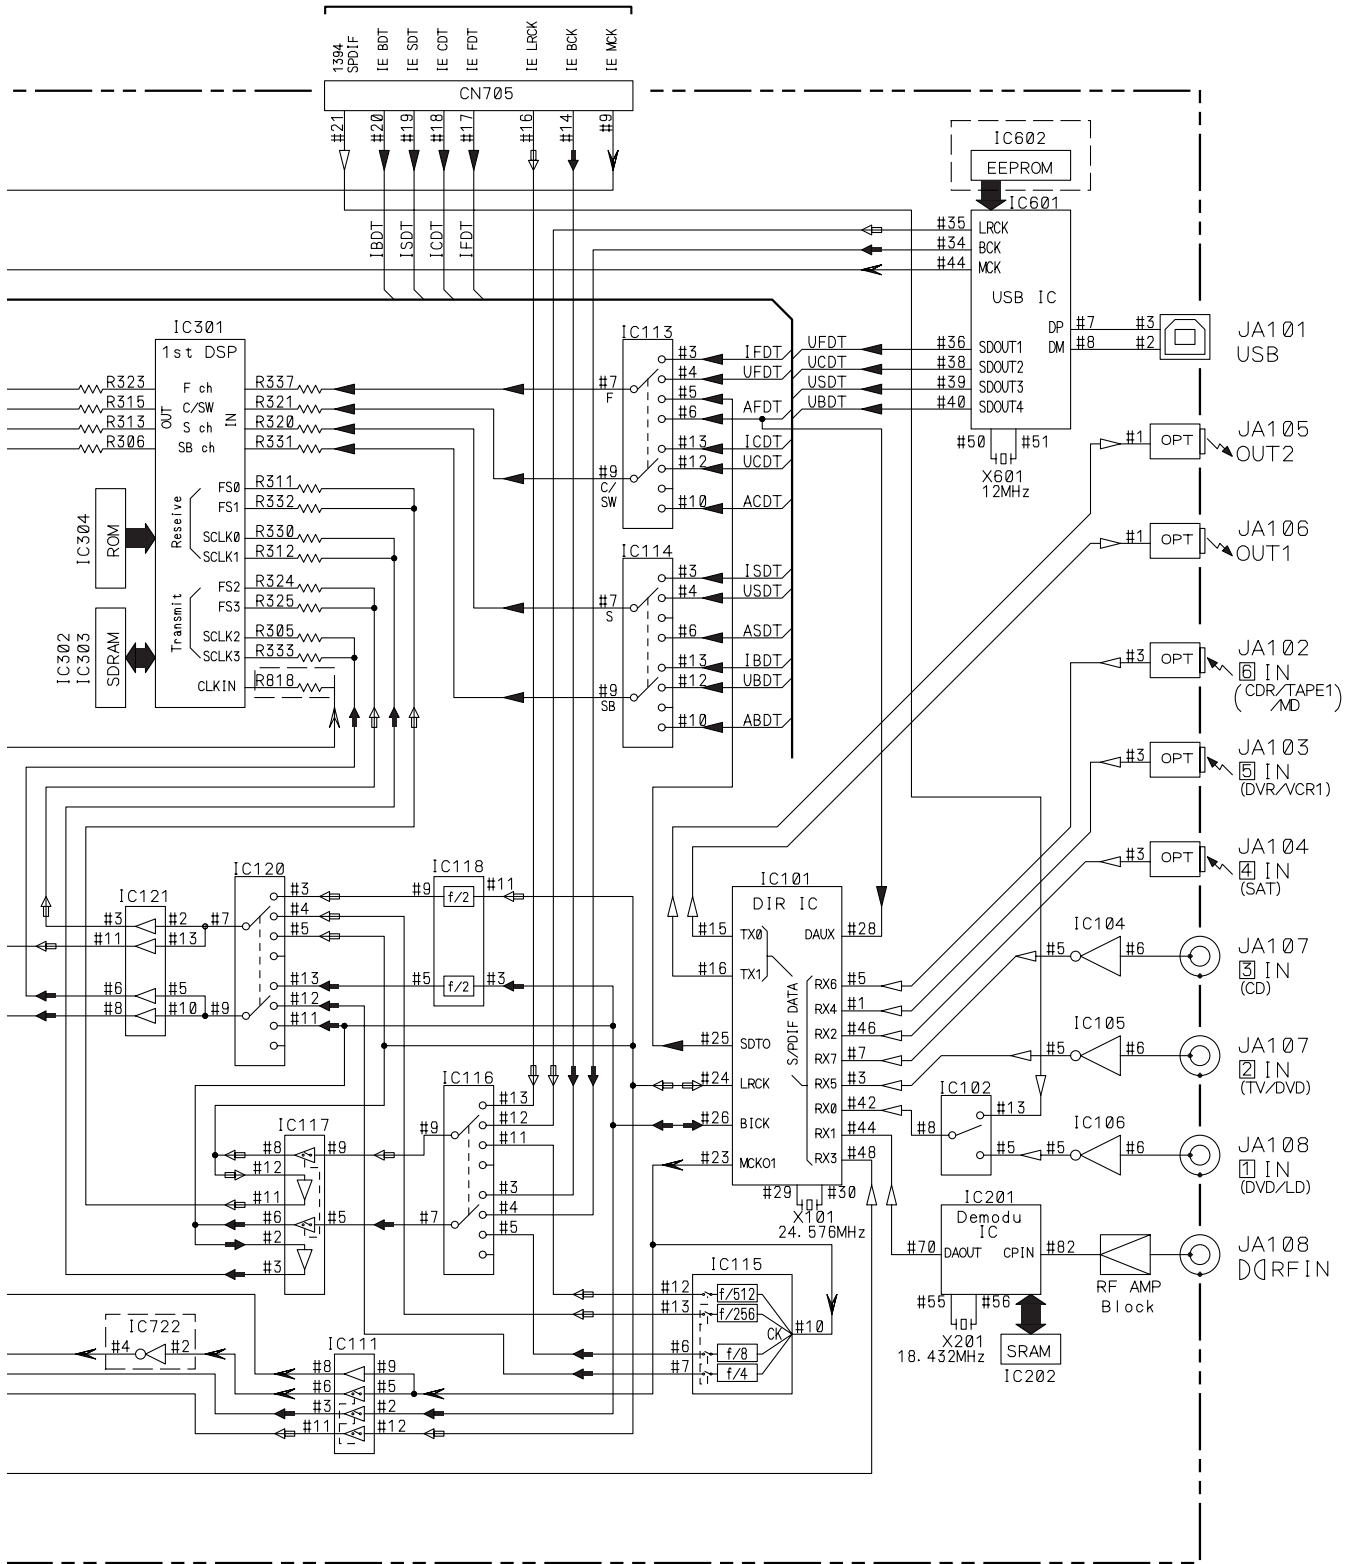 1394 SPDIF
IE BDT
IE SDT
IE CDT
IE FDT
IE LRCK
IE BCK
IE MCK
CN705
#21 #20 #19 #18 #17 #16 #14 #9
IBDT ISDT ICDT IFDT
IC602
EEPROM
IC601
#35 LRCK
#34 BCK
#44 MCK
USB IC
DP #7 #3
DM #8 #2
JA101
USB
UFDT #36 SDOUT1
UCDT #38 SDOUT2
USDT #39 SDOUT3
UBDT #40 SDOUT4
#50 #51
X601
12MHz
IC301
1st DSP
R323 F ch R337
R315 C/SW R321
R313 S ch R320
R306 SB ch R331
OUT IN
FS0 R311
FS1 R332
Reseive
SCLK0 R330
SCLK1 R312
FS2 R324
FS3 R325
Transmit
SCLK2 R305
SCLK3 R333
CLKIN R818
IC304
ROM
IC302
IC303
SDRAM
IC113
#3 IFDT
#4 UFDT
#7 F
#5
#6 AFDT
#13 ICDT
#12 UCDT
#9 C/SW
#10 ACDT
IC114
#3 ISDT
#4 USDT
#7 S
#6 ASDT
#13 IBDT
#12 UBDT
#9 SB
#10 ABDT
#1 OPT
JA105
OUT2
#1 OPT
JA106
OUT1
#3 OPT
JA102
6 IN
(CDR/TAPE1/MD)
#3 OPT
JA103
5 IN
(DVR/VCR1)
#3 OPT
JA104
4 IN
(SAT)
IC104
#5 #6
JA107
3 IN
(CD)
IC105
#5 #6
JA107
2 IN
(TV/DVD)
IC106
#5 #6
JA108
1 IN
(DVD/LD)
JA108
RFIN
RF AMP
Block
IC102
#13
#8
#5
IC201
Demodu
IC
#70 DAOUT CPIN #82
#55 #56
X201
18.432MHz
SRAM
IC202
IC101
DIR IC
#15 TX0
#16 TX1
DAUX #28
S/PDIF DATA
RX6 #5
RX4 #1
RX2 #46
RX7 #7
RX5 #3
RX0 #42
RX1 #44
RX3 #48
#25 SDTO
#24 LRCK
#26 BICK
#23 MCKO1
#29 #30
X101
24.576MHz
IC121
#3 #2
#11 #13
#6 #5
#8 #10
IC120
#3
#7 #4
#5
#13
#9 #12
#11
IC118
#9 f/2 #11
#5 f/2 #3
IC116
#13
#9 #12
#11
#3
#7 #4
#5
IC117
#8 #9
#12
#11
#6 #5
#2
#3
IC115
#12 f/512
#13 f/256
CK #10
#6 f/8
#7 f/4
IC722
#4 #2
IC111
#8 #9
#6 #5
#3 #2
#11 #12